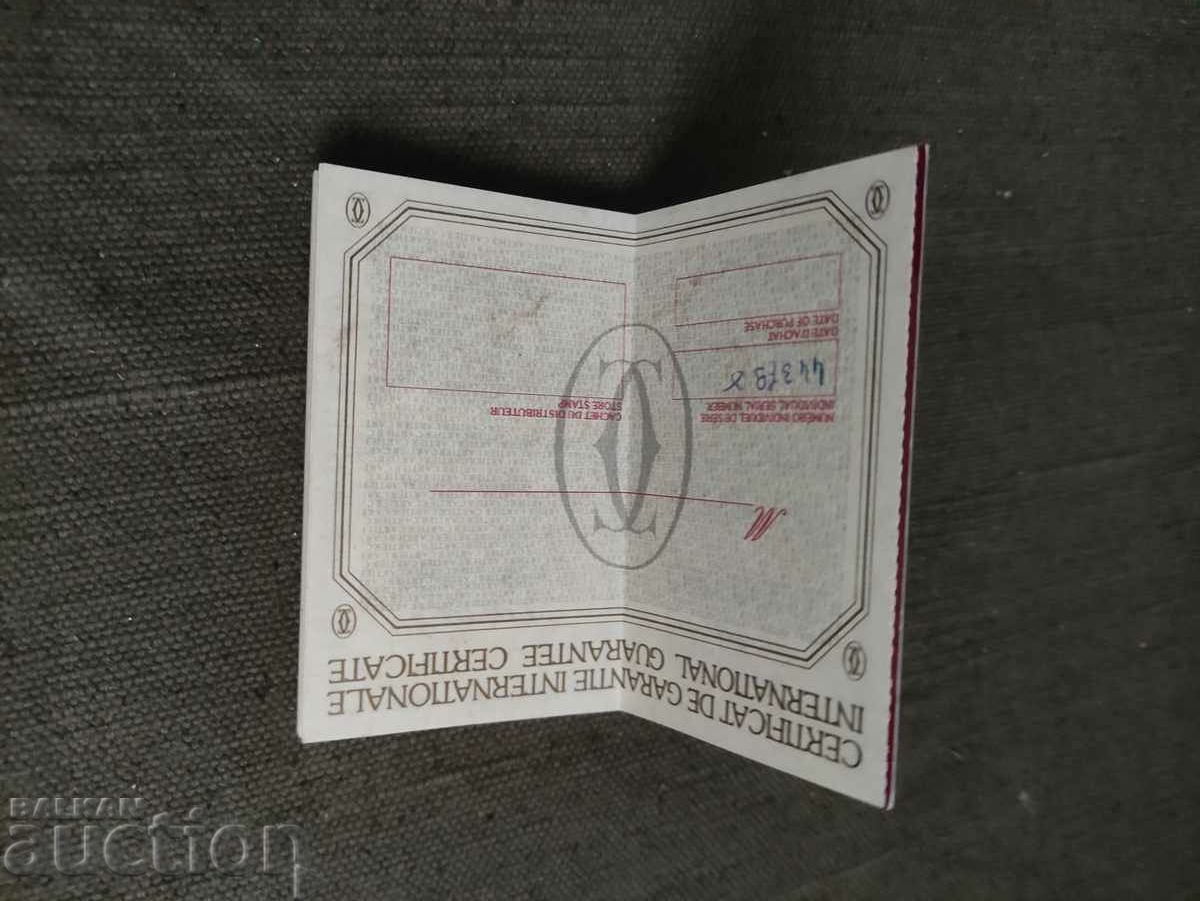 CERTIFICAT DE GARANTIE INTERNATIONALE
INTERNATIONAL GUARANTEE CERTIFICATE
M
NUMÉRO INDIVIDUEL DE SÉRIE
INDIVIDUAL SERIAL NUMBER
CACHET DU DISTRIBUTEUR
STORE STAMP
DATE D'ACHAT
DATE OF PURCHASE
BALKAN
auction